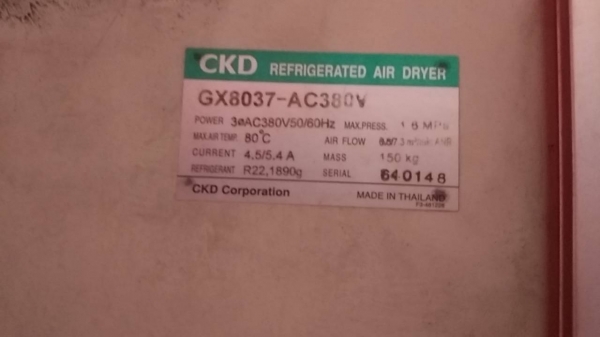 CKD REFRIGERATED AIR DRYER
GX8037-AC380V
POWER 3øAC380V50/60Hz MAX.PRESS. 1.6 MPa
MAX.AIR TEMP. 80°C AIR FLOW
CURRENT 4.5/5.4 A MASS 150 kg
REFRIGERANT R22,1890g SERIAL 640148
CKD Corporation MADE IN THAILAND